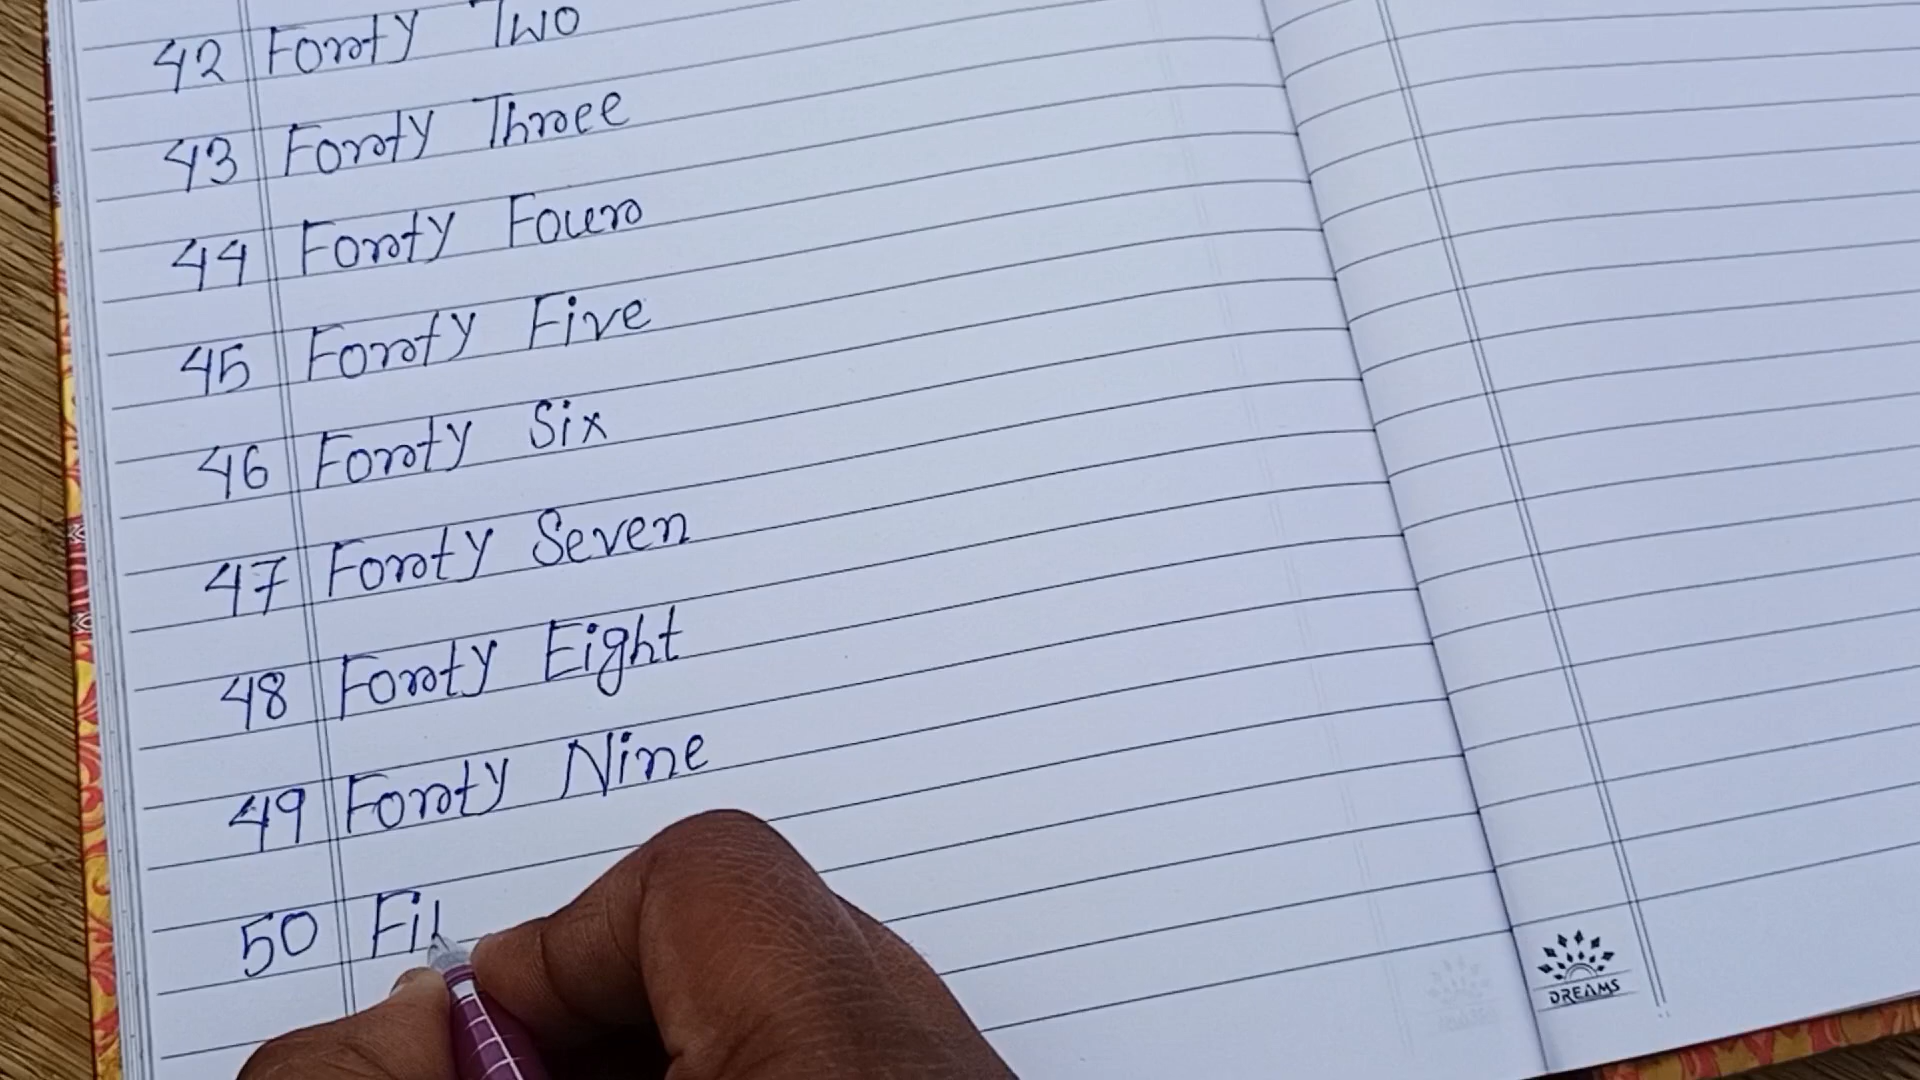 42 Forty Two
43 Forty Three
44 Forty Four
45 Forty Five
46 Forty Six
47 Forty Seven
48 Forty Eight
49 Forty Nine
50 Fi
DREAMS